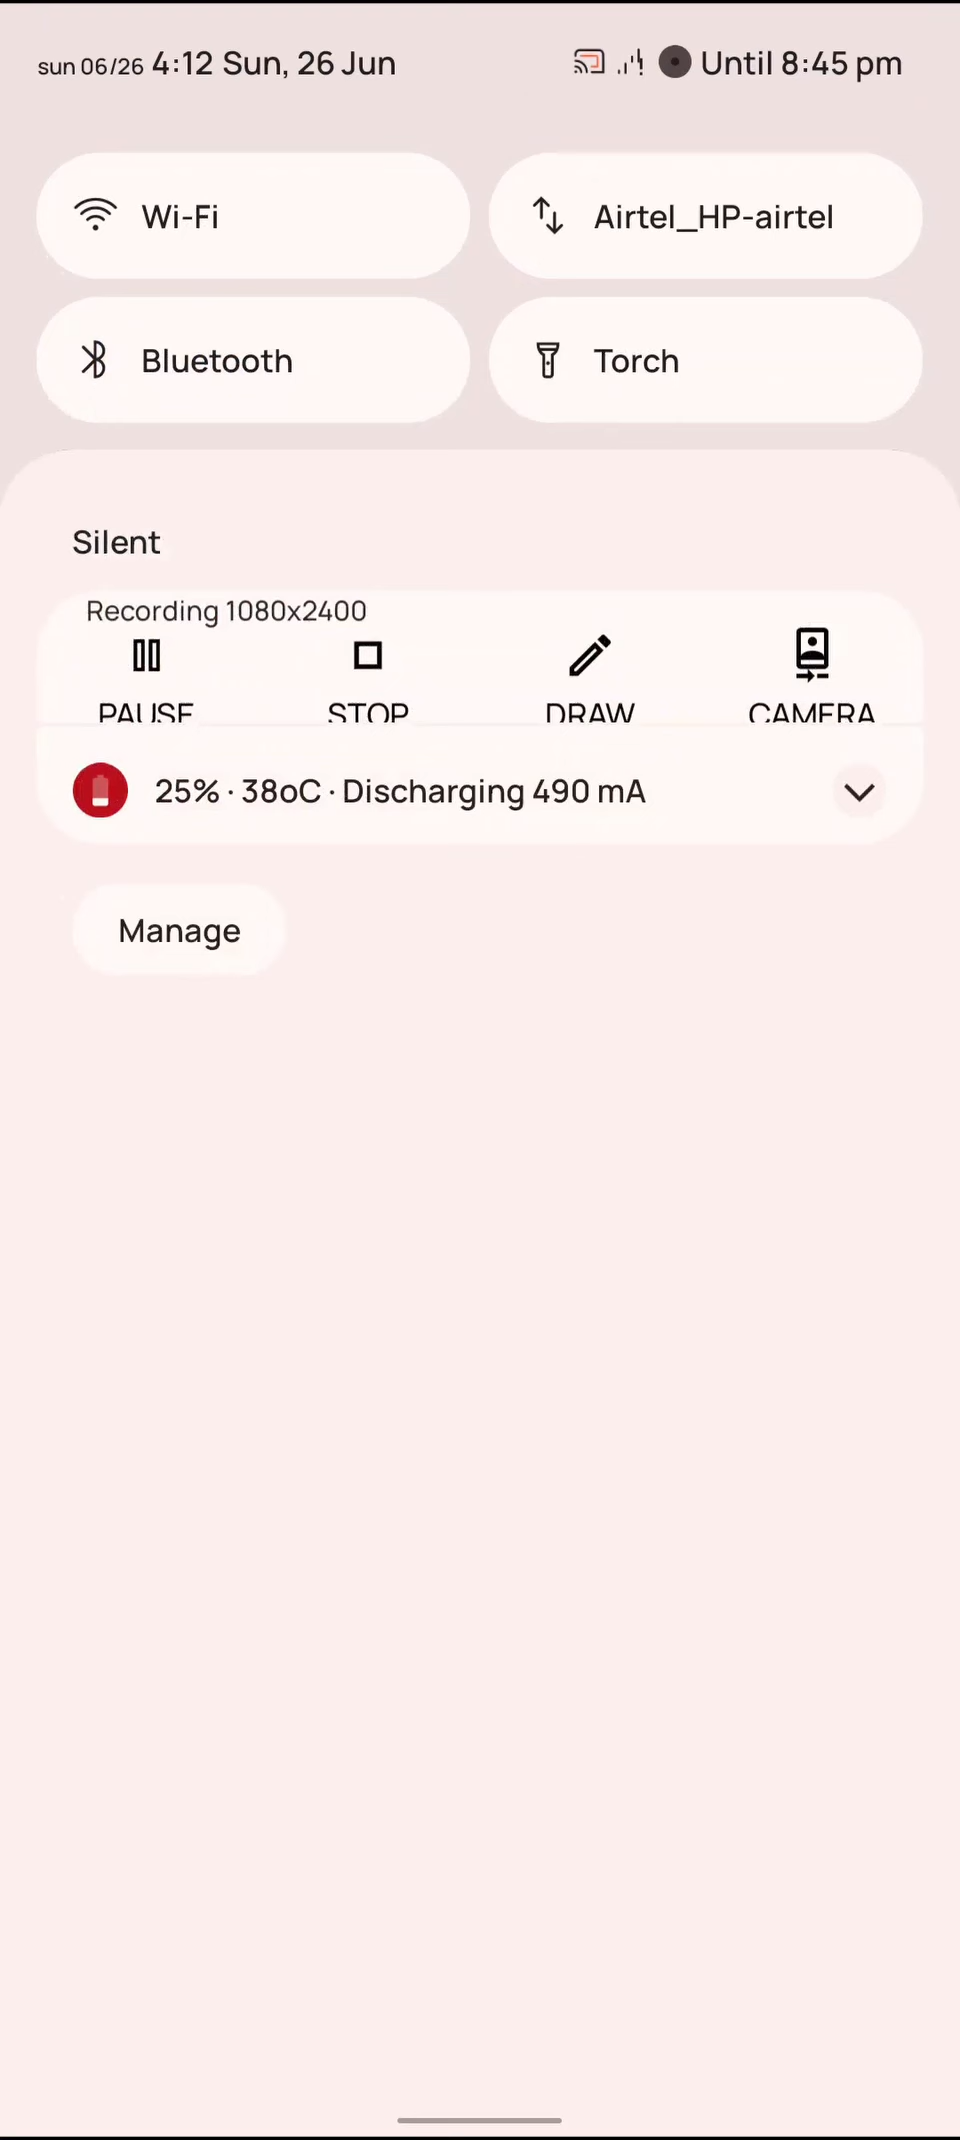 sun 06/26 4:12 Sun, 26 Jun Until 8:45 pm
Wi-Fi Airtel_HP-airtel
Bluetooth Torch
Silent
Recording 1080x2400
PAUSE STOP DRAW CAMERA
25% · 38oC · Discharging 490 mA
Manage